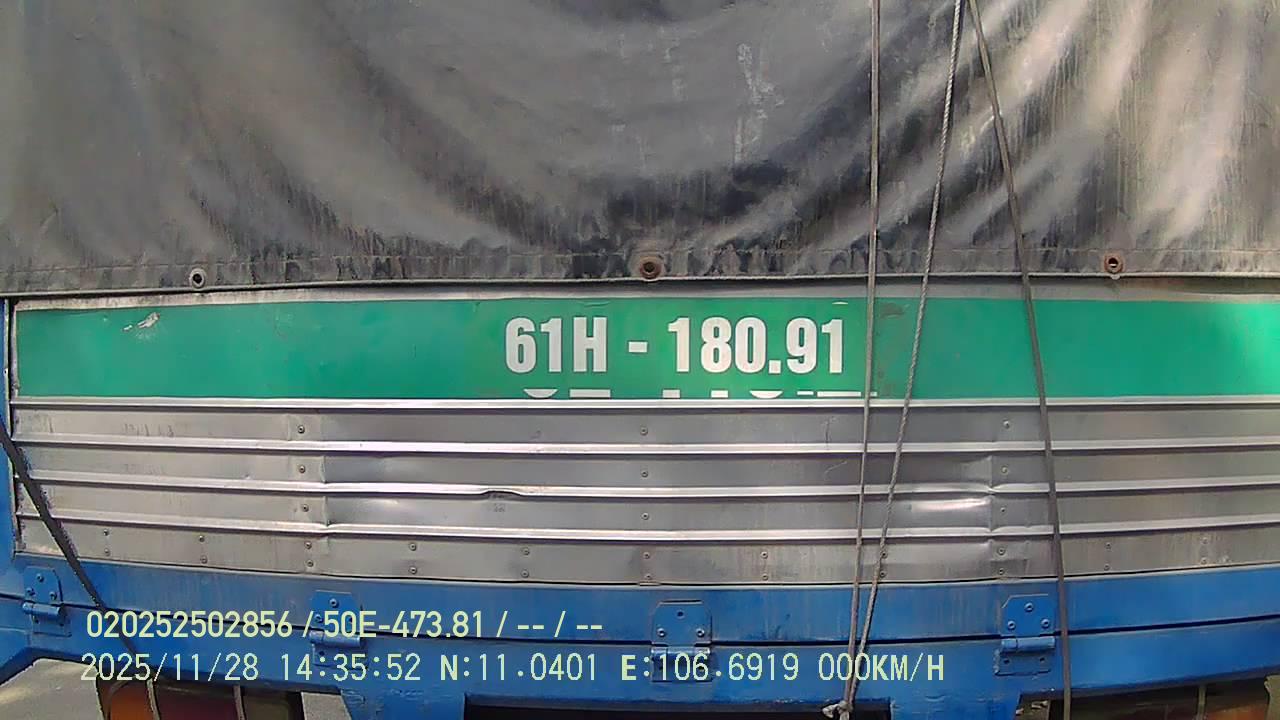 61H - 180.91
020252502856 / 50E-473.81 / -- / --
2025/11/28 14:35:52 N:11.0401 E:106.6919 000KM/H